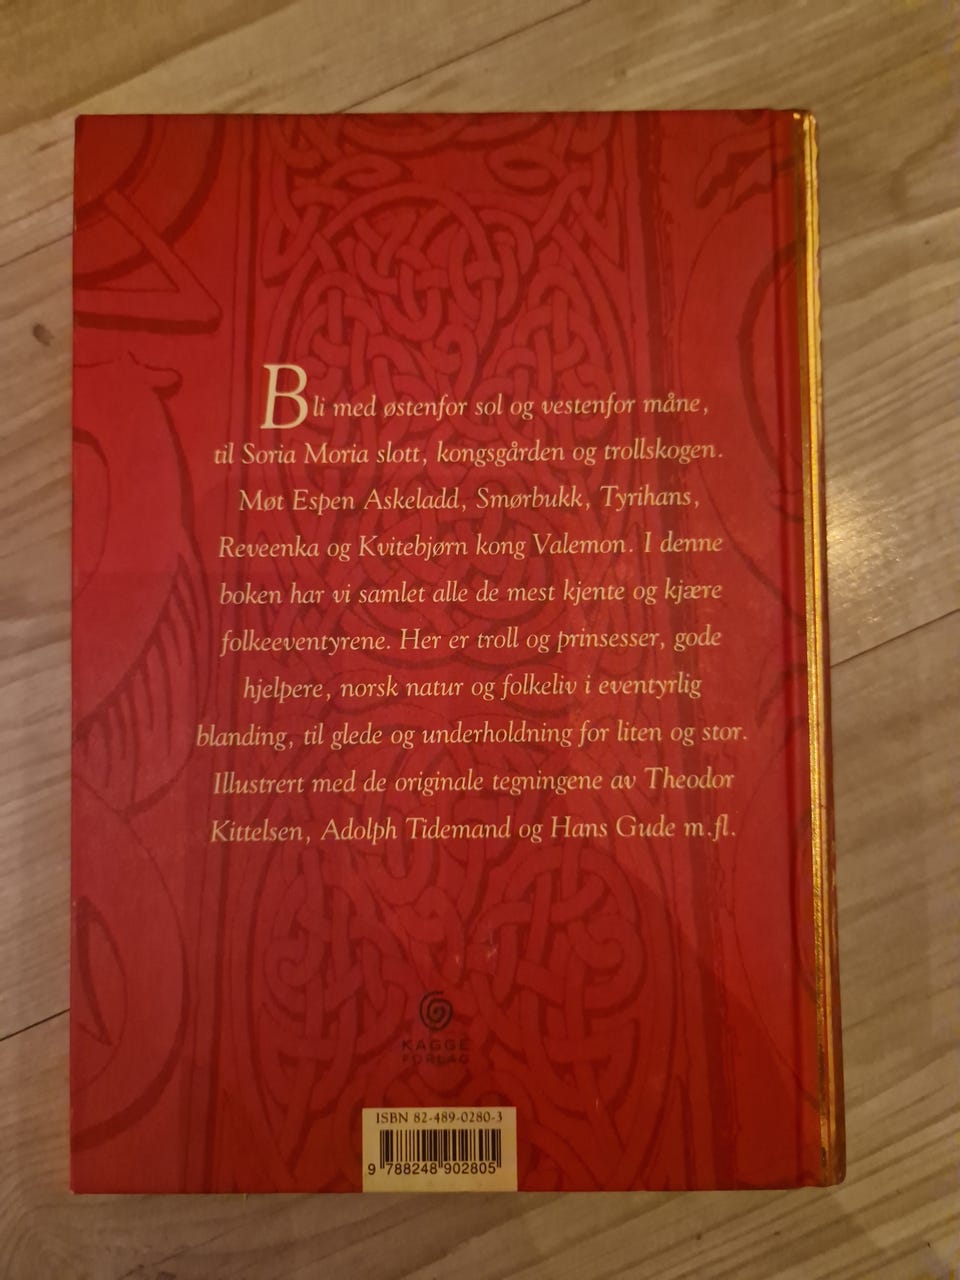 Bli med østenfor sol og vestenfor måne,
til Soria Moria slott, kongsgården og trollskogen.
Møt Espen Askeladd, Smørbukk, Tyrihans,
Reveenka og Kvitebjørn kong Valemon. I denne
boken har vi samlet alle de mest kjente og kjære
folkeeventyrene. Her er troll og prinsesser, gode
hjelpere, norsk natur og folkeliv i eventyrlig
blanding, til glede og underholdning for liten og stor.
Illustrert med de originale tegningene av Theodor
Kittelsen, Adolph Tidemand og Hans Gude m.fl.
KAGGE
FORLAG
ISBN 82-489-0280-3
9 788248 902805